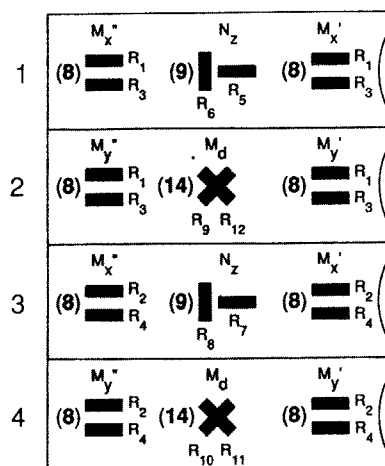 Mx" Nz Mx'
1 (8) R1 R3 (9) R6 R5 (8) R1 R3
My" Md My'
2 (8) R1 R3 (14) R9 R12 (8) R1 R3
Mx" Nz Mx'
3 (8) R2 R4 (9) R8 R7 (8) R2 R4
My" Md My'
4 (8) R2 R4 (14) R10 R11 (8) R2 R4